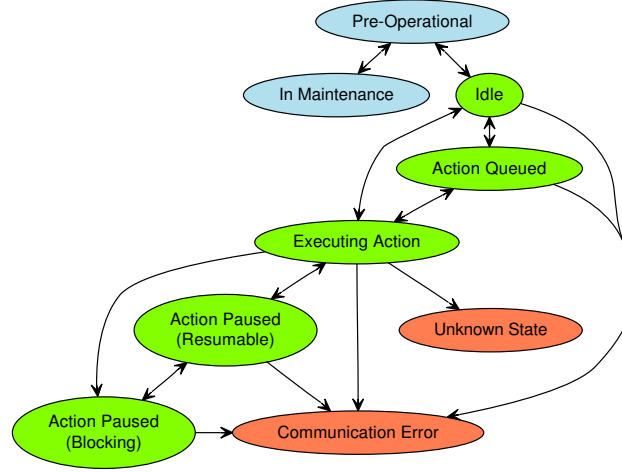 Pre-Operational
In Maintenance
Idle
Action Queued
Executing Action
Action Paused
(Resumable)
Unknown State
Action Paused
(Blocking)
Communication Error